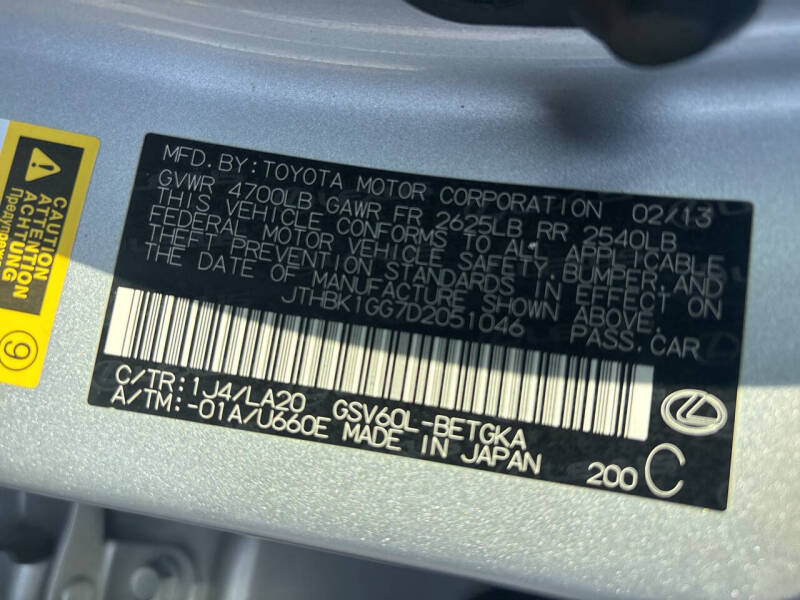 CAUTION
ATTENTION
ACHTUNG
9
MFD.BY:TOYOTA MOTOR CORPORATION 02/13
GVWR 4700LB GAWR FR 2625LB RR 2540LB
THIS VEHICLE CONFORMS TO ALL APPLICABLE
FEDERAL MOTOR VEHICLE SAFETY,BUMPER,AND
THEFT PREVENTION STANDARDS IN EFFECT ON
THE DATE OF MANUFACTURE SHOWN ABOVE.
JTHBK1GG7D2051046 PASS.CAR
C/TR:1J4/LA20 GSV60L-BETGKA
A/TM:-01A/U660E MADE IN JAPAN
200 C